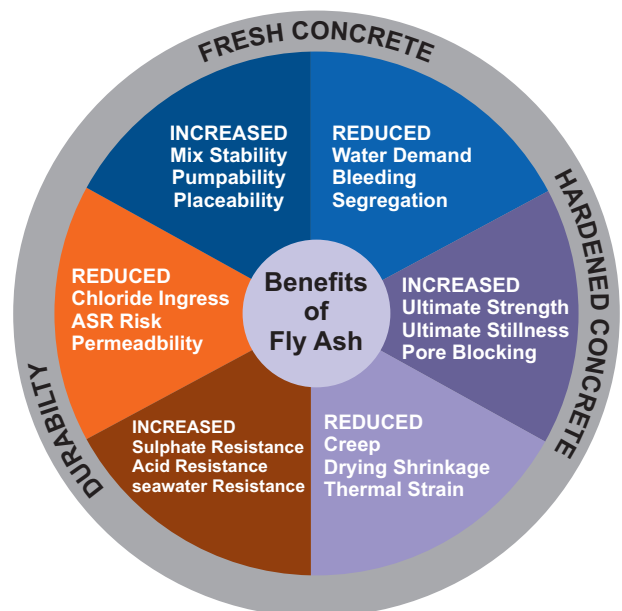 FRESH CONCRETE
INCREASED
Mix Stability
Pumpability
Placeability
REDUCED
Water Demand
Bleeding
Segregation
HARDENED CONCRETE
INCREASED
Ultimate Strength
Ultimate Stillness
Pore Blocking
REDUCED
Creep
Drying Shrinkage
Thermal Strain
DURABILTY
REDUCED
Chloride Ingress
ASR Risk
Permeadbility
INCREASED
Sulphate Resistance
Acid Resistance
seawater Resistance
Benefits
of
Fly Ash